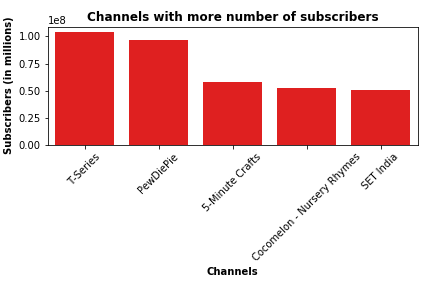 Channels with more number of subscribers
1e8
Subscribers (in millions)
1.00
0.75
0.50
0.25
0.00
T-Series
PewDiePie
5-Minute Crafts
Cocomelon - Nursery Rhymes
SET India
Channels